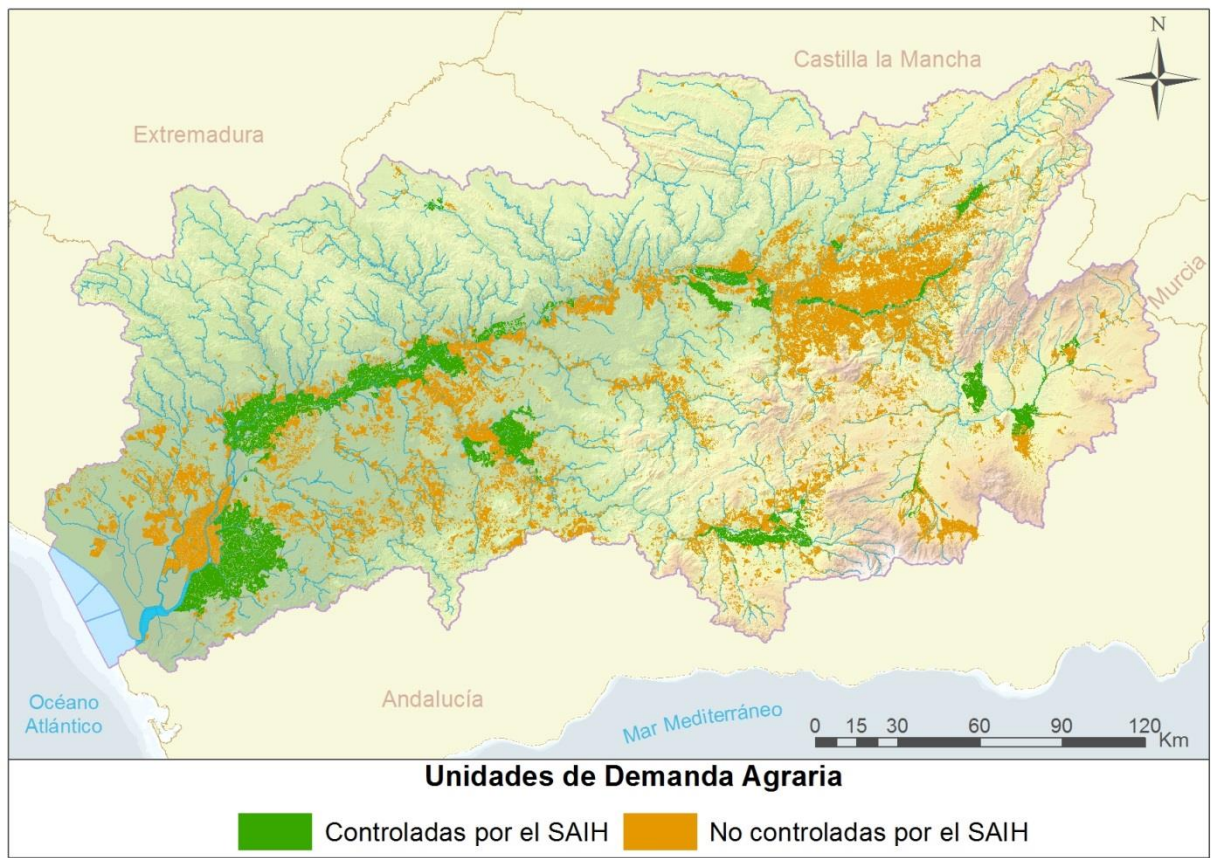 N
Castilla la Mancha
Extremadura
Murcia
Océano
Atlántico
Andalucía
Mar Mediterráneo
0 15 30 60 90 120
Km
Unidades de Demanda Agraria
Controladas por el SAIH
No controladas por el SAIH